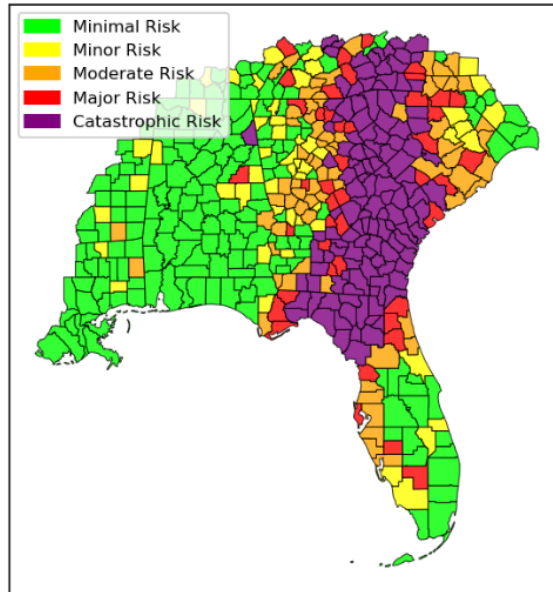 Minimal Risk
Minor Risk
Moderate Risk
Major Risk
Catastrophic Risk